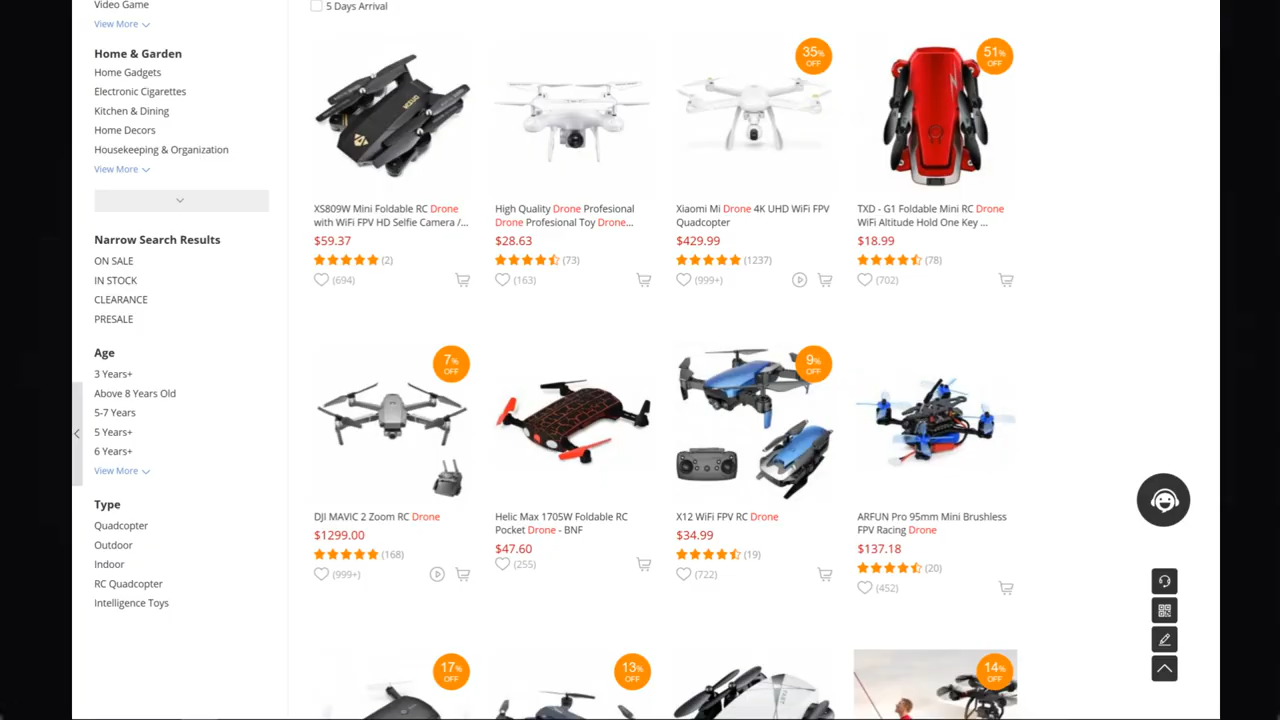 Video Game
View More
Home & Garden
Home Gadgets
Electronic Cigarettes
Kitchen & Dining
Home Decors
Housekeeping & Organization
View More
Narrow Search Results
ON SALE
IN STOCK
CLEARANCE
PRESALE
Age
3 Years+
Above 8 Years Old
5-7 Years
5 Years+
6 Years+
View More
Type
Quadcopter
Outdoor
Indoor
RC Quadcopter
Intelligence Toys
5 Days Arrival
XS809W Mini Foldable RC Drone
with WiFi FPV HD Selfie Camera /...
$59.37
(2)
(694)
High Quality Drone Profesional
Drone Profesional Toy Drone...
$28.63
(73)
(163)
35%
OFF
Xiaomi Mi Drone 4K UHD WiFi FPV
Quadcopter
$429.99
(1237)
(999+)
51%
OFF
TXD - G1 Foldable Mini RC Drone
WiFi Altitude Hold One Key ...
$18.99
(78)
(702)
7%
OFF
DJI MAVIC 2 Zoom RC Drone
$1299.00
(168)
(999+)
Helic Max 1705W Foldable RC
Pocket Drone - BNF
$47.60
(255)
9%
OFF
X12 WiFi FPV RC Drone
$34.99
(19)
(722)
ARFUN Pro 95mm Mini Brushless
FPV Racing Drone
$137.18
(20)
(452)
17%
OFF
13%
OFF
14%
OFF